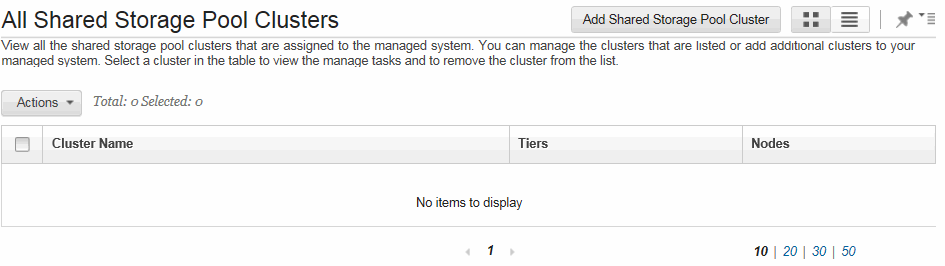 All Shared Storage Pool Clusters
Add Shared Storage Pool Cluster
View all the shared storage pool clusters that are assigned to the managed system. You can manage the clusters that are listed or add additional clusters to your
managed system. Select a cluster in the table to view the manage tasks and to remove the cluster from the list.
Actions Total: 0 Selected: 0
Cluster Name Tiers Nodes
No items to display
1 10 | 20 | 30 | 50